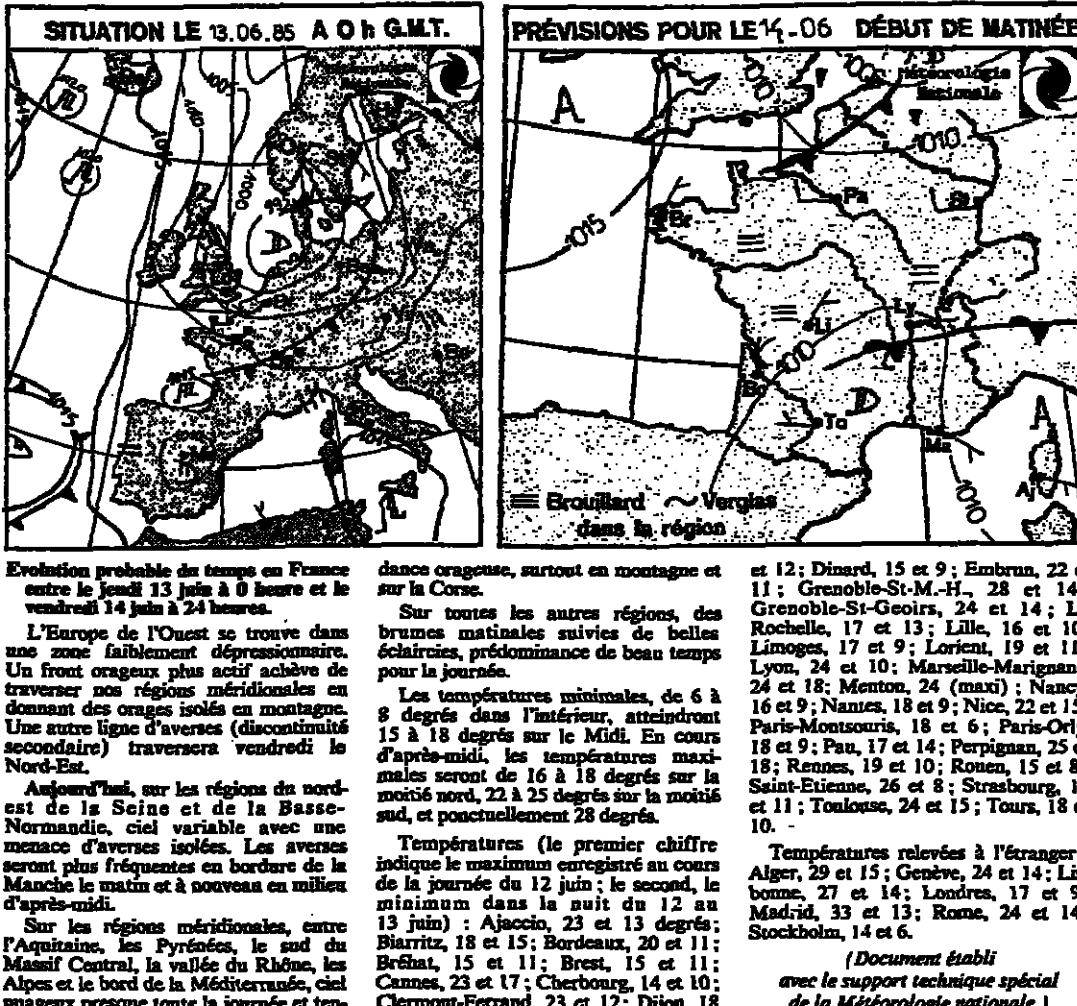 SITUATION LE 13.06.85 A 0 h G.M.T.
PRÉVISIONS POUR LE 14-06 DÉBUT DE MATINÉE
météorologie
nationale
A
D
1015
1010
1010
1010
1010
1000
1005
Br
Pa
St
Li
Ly
To
Ma
Aj
A
D
Brouillard Verglas
dans la région
Evolution probable du temps en France
entre le jeudi 13 juin à 0 heure et le
vendredi 14 juin à 24 heures.
L'Europe de l'Ouest se trouve dans
une zone faiblement dépressionnaire.
Un front orageux plus actif achève de
traverser nos régions méridionales en
donnant des orages isolés en montagne.
Une autre ligne d'averses (discontinuité
secondaire) traversera vendredi le
Nord-Est.
Aujourd'hui, sur les régions du nord-
est de la Seine et de la Basse-
Normandie, ciel variable avec une
menace d'averses isolées. Les averses
seront plus fréquentes en bordure de la
Manche le matin et à nouveau en milieu
d'après-midi.
Sur les régions méridionales, entre
l'Aquitaine, les Pyrénées, le sud du
Massif Central, la vallée du Rhône, les
Alpes et le bord de la Méditerranée, ciel
nuageux presque toute la journée et ten-
dance orageuse, surtout en montagne et
sur la Corse.
Sur toutes les autres régions, des
brumes matinales suivies de belles
éclaircies, prédominance de beau temps
pour la journée.
Les températures minimales, de 6 à
8 degrés dans l'intérieur, atteindront
15 à 18 degrés sur le Midi. En cours
d'après-midi, les températures maxi-
males seront de 16 à 18 degrés sur la
moitié nord, 22 à 25 degrés sur la moitié
sud, et ponctuellement 28 degrés.
Températures (le premier chiffre
indique le maximum enregistré au cours
de la journée du 12 juin ; le second, le
minimum dans la nuit du 12 au
13 juin) : Ajaccio, 23 et 13 degrés;
Biarritz, 18 et 15; Bordeaux, 20 et 11;
Bréhat, 15 et 11; Brest, 15 et 11;
Cannes, 23 et 17; Cherbourg, 14 et 10;
Clermont-Ferrand, 23 et 12; Dijon, 18
et 12; Dinard, 15 et 9; Embrun, 22 e
11 ; Grenoble-St-M.-H., 28 et 14
Grenoble-St-Geoirs, 24 et 14 ; L
Rochelle, 17 et 13; Lille, 16 et 10
Limoges, 17 et 9; Lorient, 19 et 11
Lyon, 24 et 10; Marseille-Marignan
24 et 18; Menton, 24 (maxi) ; Nanc
16 et 9; Nantes, 18 et 9; Nice, 22 et 15
Paris-Montsouris, 18 et 6; Paris-Orl
18 et 9; Pau, 17 et 14; Perpignan, 25 e
18; Rennes, 19 et 10; Rouen, 15 et 8
Saint-Etienne, 26 et 8; Strasbourg, 1
et 11 ; Toulouse, 24 et 15; Tours, 18 e
10. -
Températures relevées à l'étranger
Alger, 29 et 15; Genève, 24 et 14; Lis
bonne, 27 et 14; Londres, 17 et 9
Madrid, 33 et 13; Rome, 24 et 14
Stockholm, 14 et 6.
(Document établi
avec le support technique spécial
de la Météorologie nationale.)